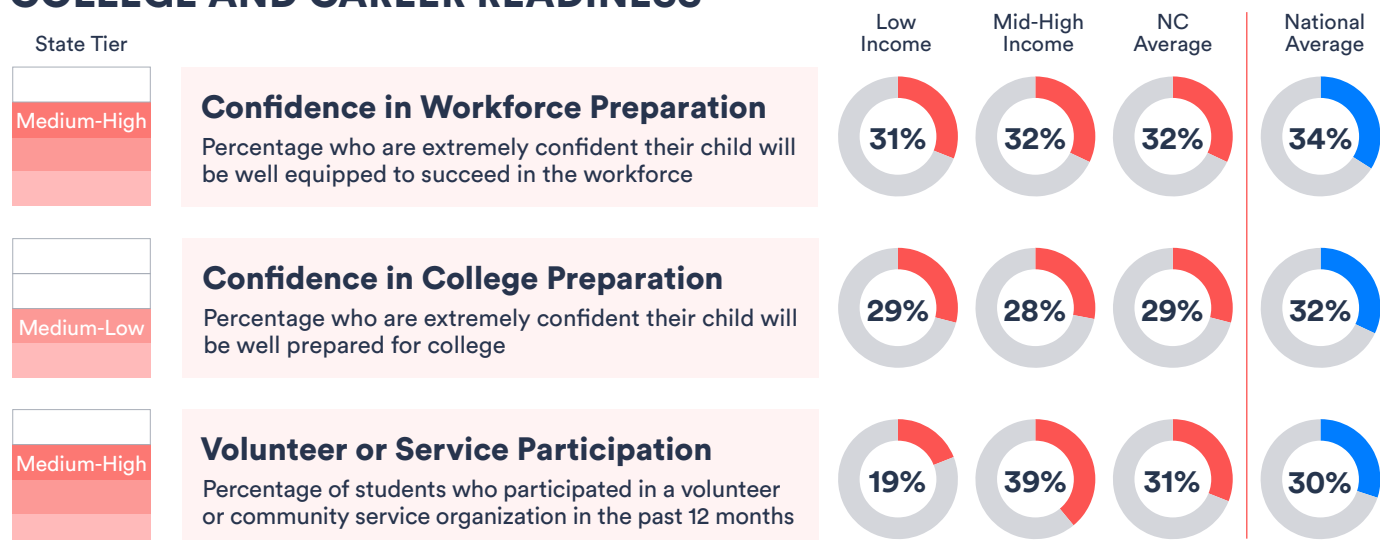 COLLEGE AND CAREER READINESS
State Tier
Low Income
Mid-High Income
NC Average
National Average
Medium-High
Confidence in Workforce Preparation
Percentage who are extremely confident their child will
be well equipped to succeed in the workforce
31%
32%
32%
34%
Medium-Low
Confidence in College Preparation
Percentage who are extremely confident their child will
be well prepared for college
29%
28%
29%
32%
Medium-High
Volunteer or Service Participation
Percentage of students who participated in a volunteer
or community service organization in the past 12 months
19%
39%
31%
30%